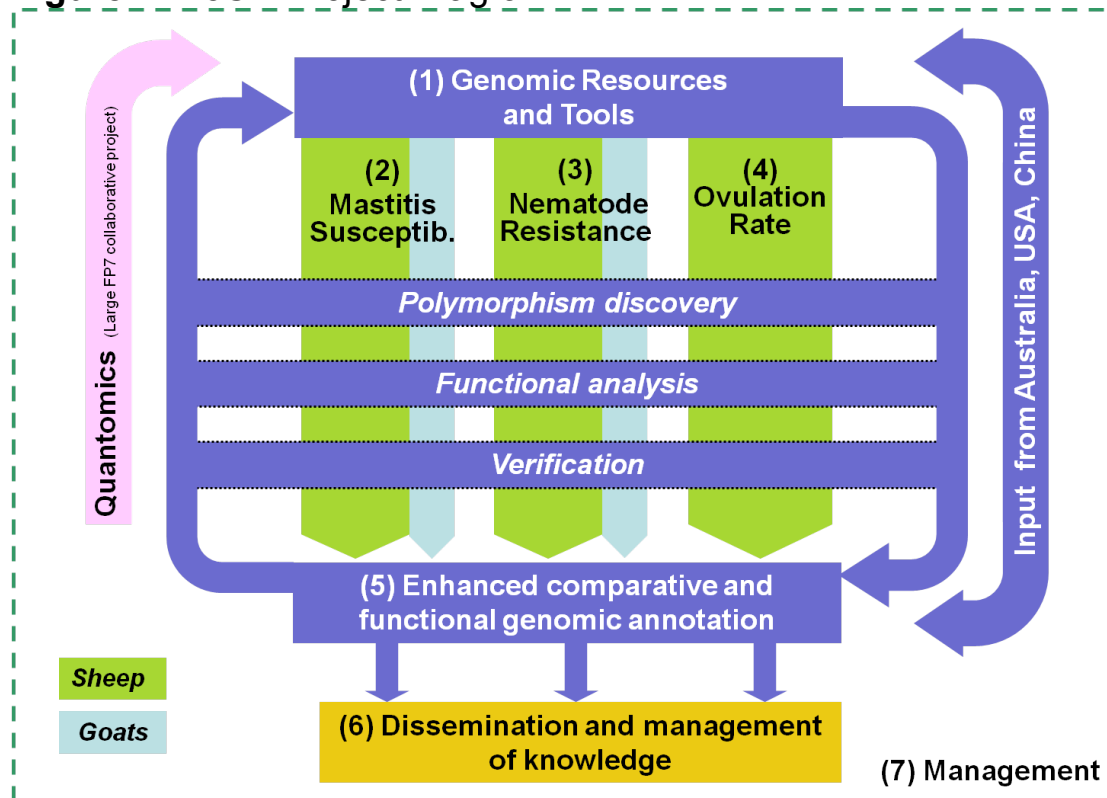 (1) Genomic Resources
and Tools
(2)
Mastitis
Susceptib.
(3)
Nematode
Resistance
(4)
Ovulation
Rate
Polymorphism discovery
Functional analysis
Verification
(5) Enhanced comparative and
functional genomic annotation
(6) Dissemination and management
of knowledge
(7) Management
Quantomics (Large FP7 collaborative project)
Input from Australia, USA, China
Sheep
Goats